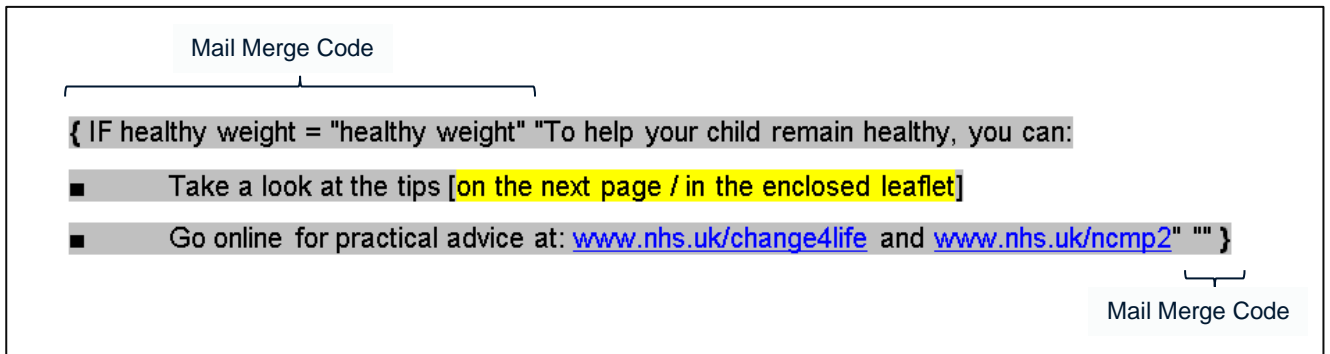 Mail Merge Code
{ IF healthy weight = "healthy weight" "To help your child remain healthy, you can:
■ Take a look at the tips [on the next page / in the enclosed leaflet]
■ Go online for practical advice at: www.nhs.uk/change4life and www.nhs.uk/ncmp2" "" }
Mail Merge Code